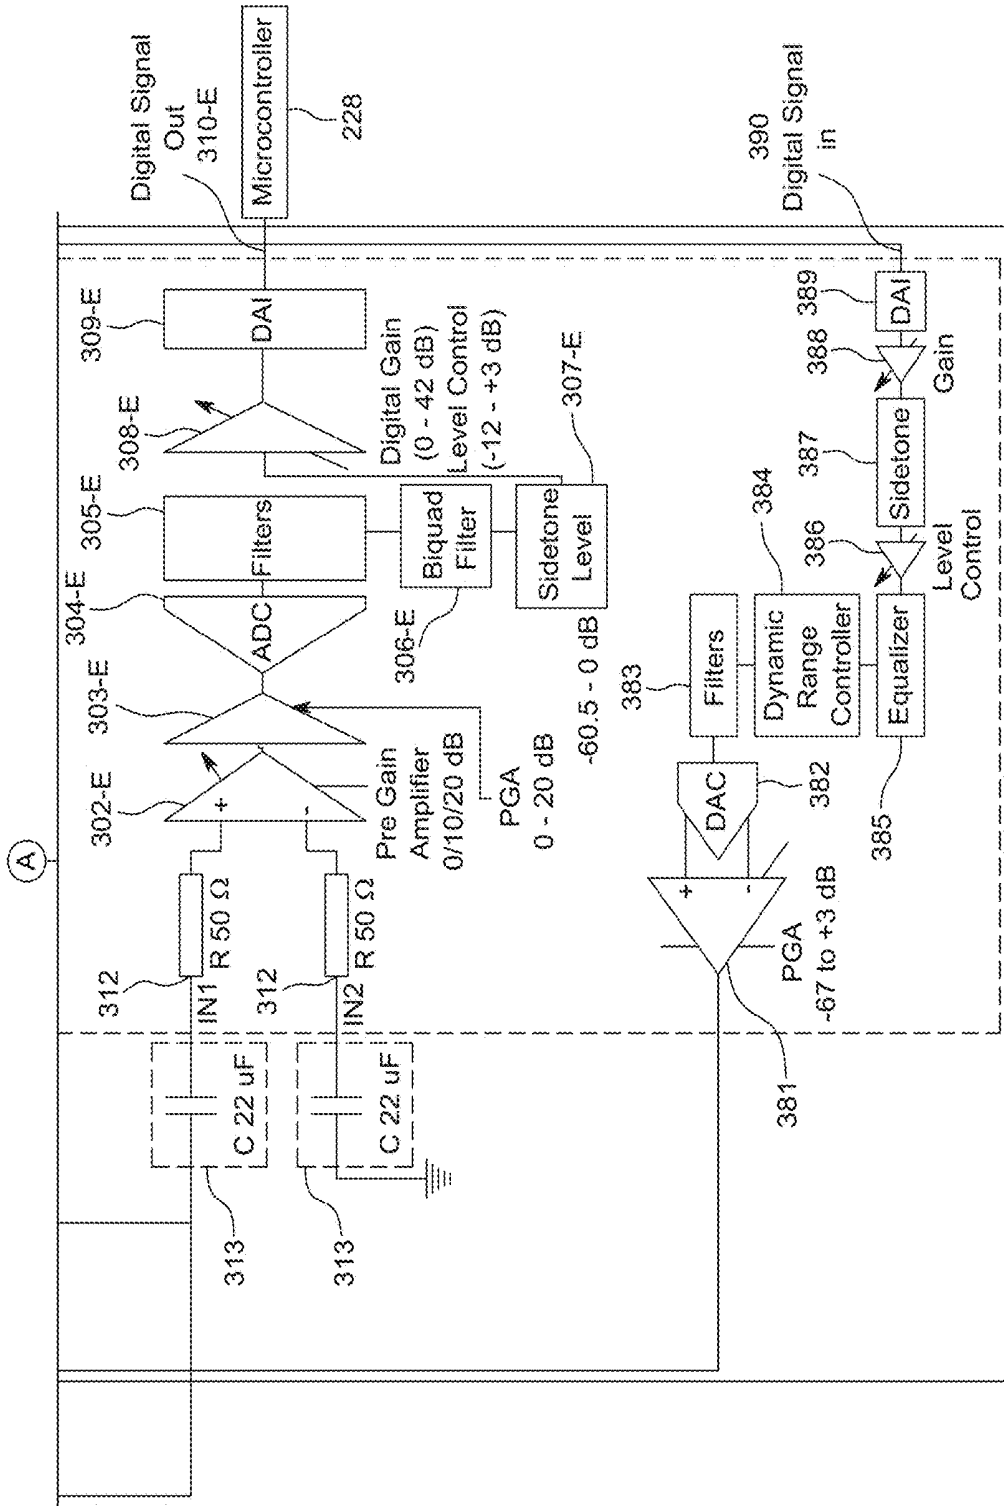 A
Digital Signal
Out
310-E
Microcontroller
228
390
Digital Signal
in
309-E
DAI
308-E
Digital Gain
(0 - 42 dB)
Level Control
(-12 - +3 dB)
305-E
Filters
Biquad
Filter
306-E
Sidetone
Level
307-E
-60.5 - 0 dB
304-E
ADC
303-E
PGA
0 - 20 dB
302-E
+
-
Pre Gain
Amplifier
0/10/20 dB
312
R 50 Ω
IN1
312
R 50 Ω
IN2
C 22 uF
313
C 22 uF
313
389
DAI
388
Gain
387
Sidetone
386
Level
Control
384
Dynamic
Range
Controller
Equalizer
385
383
Filters
DAC
382
+
-
PGA
-67 to +3 dB
381